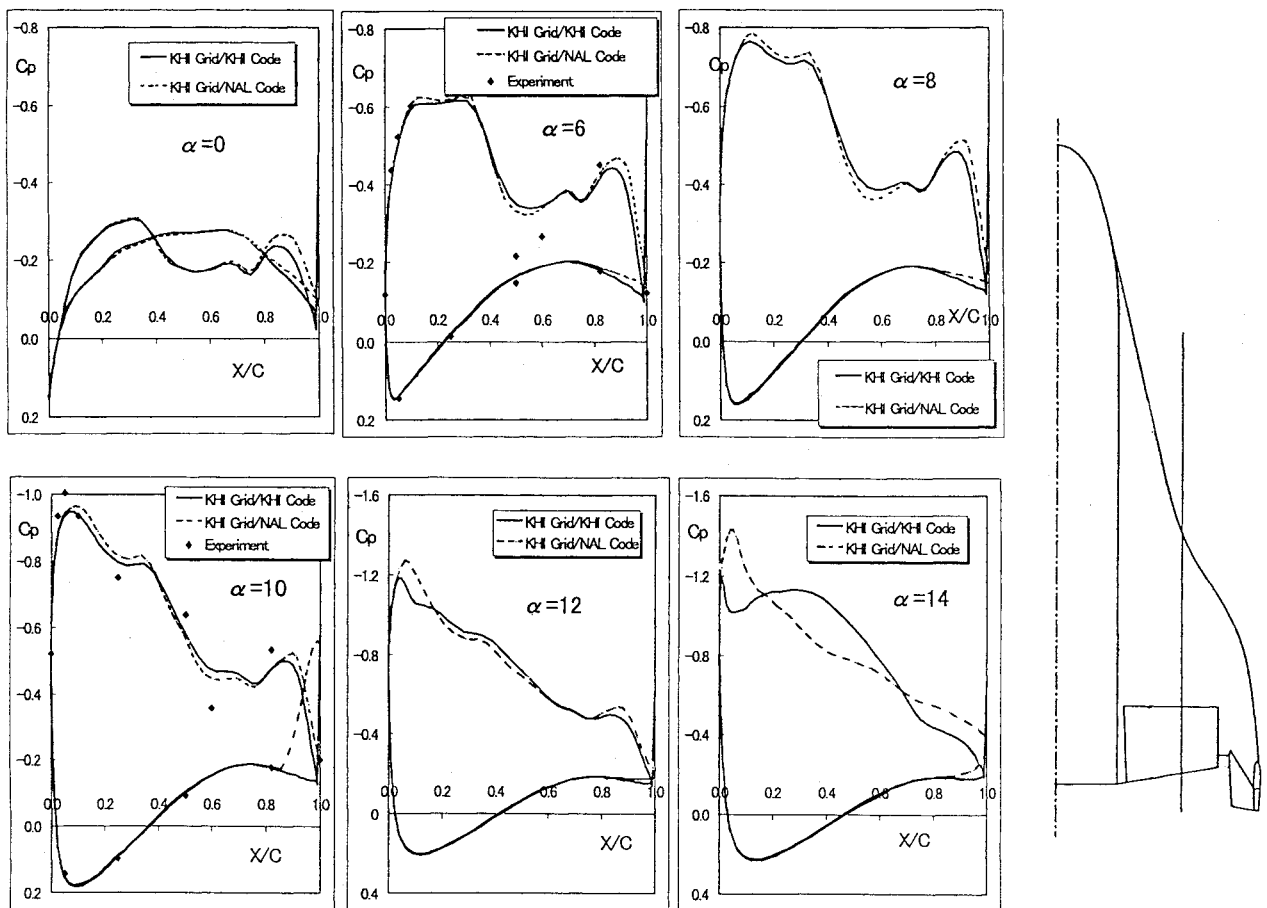 -0.8
Cp
-0.6
-0.4
-0.2
0.0
0.2
0.0 0.2 0.4 0.6 0.8 1.0
X/C
KHI Grid/KHI Code
KHI Grid/NAL Code
α=0
-0.8
Cp
-0.6
-0.4
-0.2
0.0
0.2
0.0 0.2 0.4 0.6 0.8 1.0
X/C
KHI Grid/KHI Code
KHI Grid/NAL Code
Experiment
α=6
-0.8
Cp
-0.6
-0.4
-0.2
0.0
0.2
0.0 0.2 0.4 0.6 0.8 1.0
X/C
α=8
KHI Grid/KHI Code
KHI Grid/NAL Code
-1.0
Cp
-0.8
-0.6
-0.4
-0.2
0.0
0.2
0.0 0.2 0.4 0.6 0.8 1.0
X/C
KHI Grid/KHI Code
KHI Grid/NAL Code
Experiment
α=10
-1.6
Cp
-1.2
-0.8
-0.4
0
0.4
0.0 0.2 0.4 0.6 0.8 1.0
X/C
KHI Grid/KHI Code
KHI Grid/NAL Code
α=12
-1.6
Cp
-1.2
-0.8
-0.4
0
0.4
0.0 0.2 0.4 0.6 0.8 1.0
X/C
KHI Grid/KHI Code
KHI Grid/NAL Code
α=14